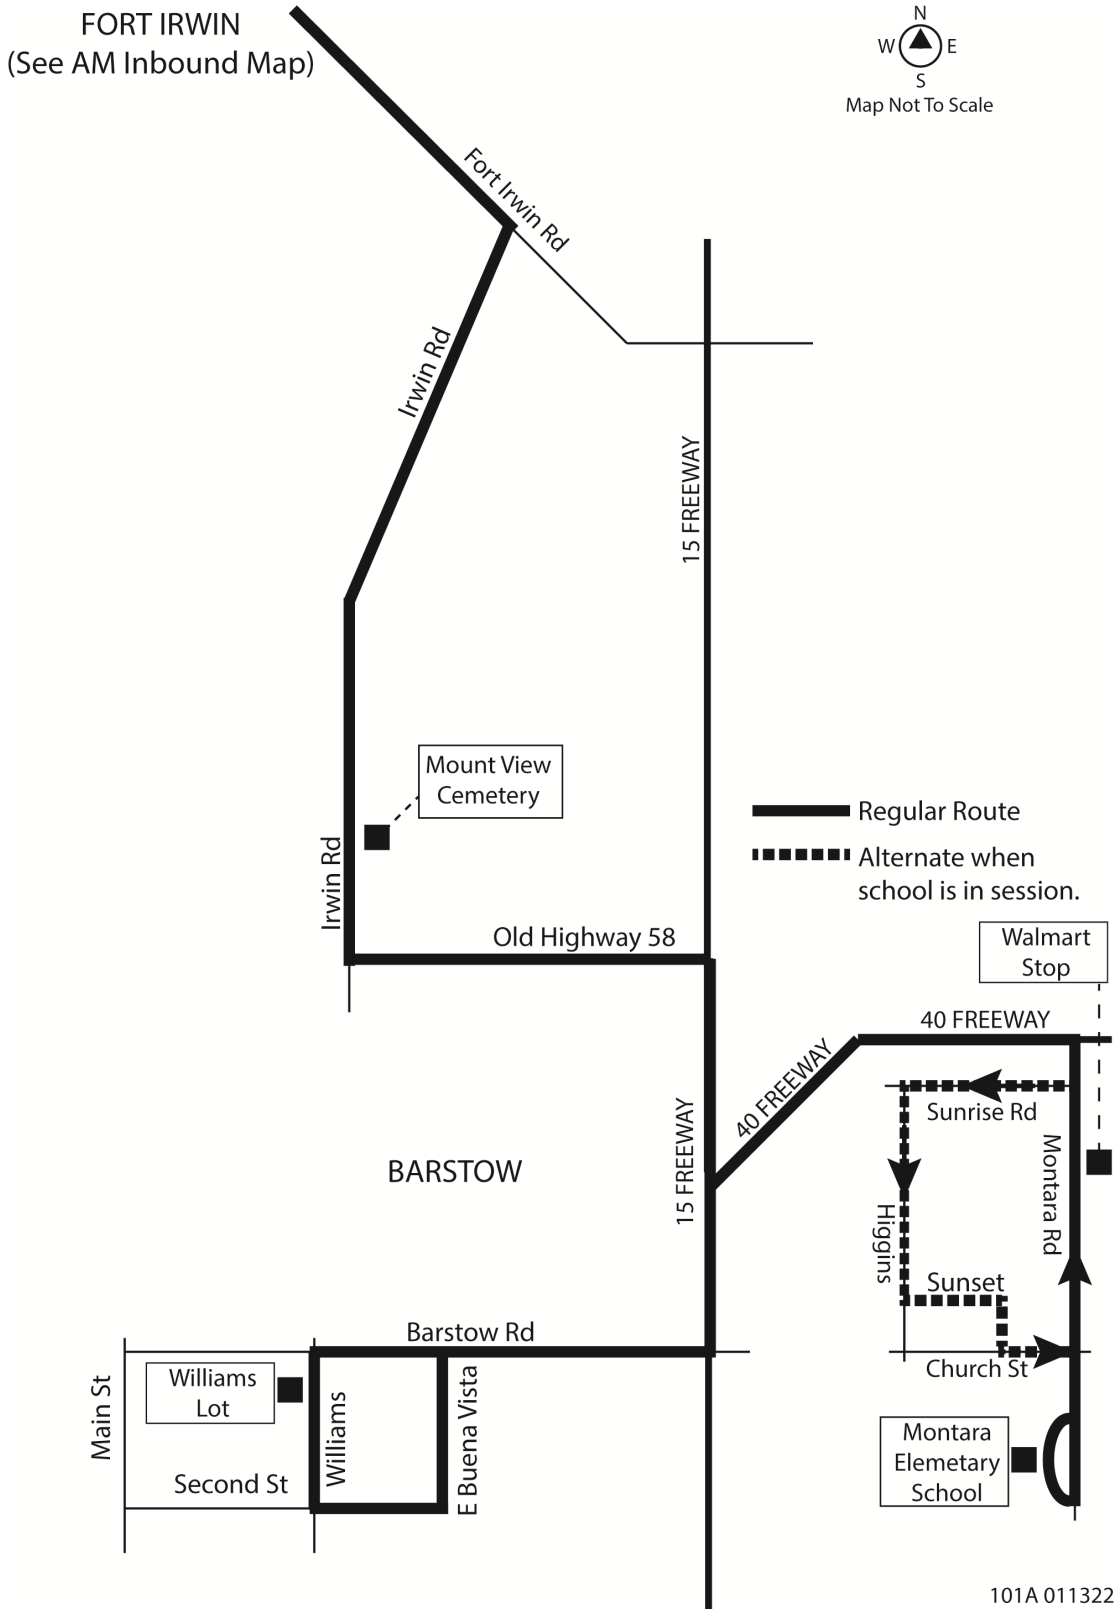 FORT IRWIN
(See AM Inbound Map)
N
W
E
S
Map Not To Scale
Fort Irwin Rd
Irwin Rd
15 FREEWAY
Mount View
Cemetery
Irwin Rd
Regular Route
Alternate when
school is in session.
Old Highway 58
Walmart
Stop
40 FREEWAY
40 FREEWAY
Sunrise Rd
15 FREEWAY
BARSTOW
Montara Rd
Higgins
Sunset
Barstow Rd
Church St
Main St
Williams
Lot
Williams
E Buena Vista
Second St
Montara
Elemetary
School
101A 011322